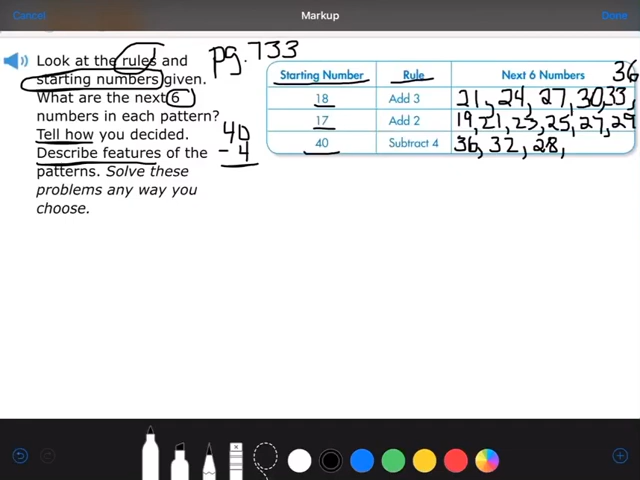 Cancel
Markup
Done
Look at the rules and
starting numbers given.
What are the next 6
numbers in each pattern?
Tell how you decided.
Describe features of the
patterns. Solve these
problems any way you
choose.
pg. 733
40
- 4
Starting Number Rule Next 6 Numbers 36
18 Add 3 21, 24, 27, 30, 33,
17 Add 2 19, 21, 23, 25, 27, 29
40 Subtract 4 36, 32, 28,